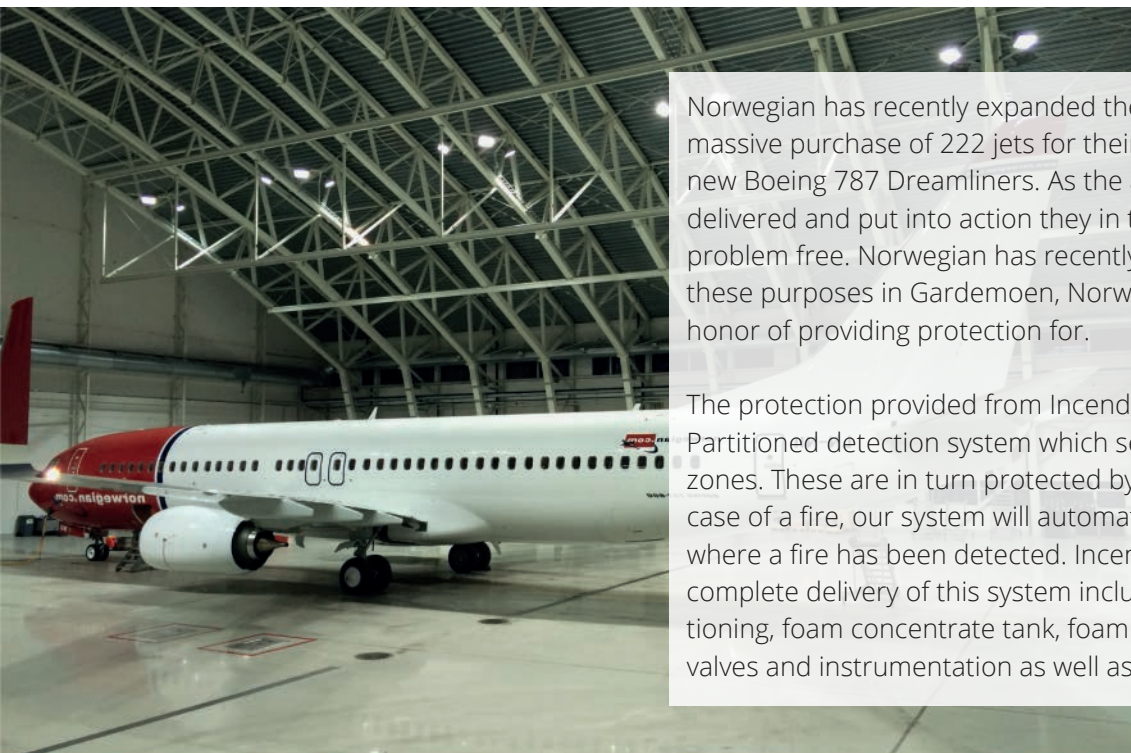 Norwegian has recently expanded the
massive purchase of 222 jets for their
new Boeing 787 Dreamliners. As the
delivered and put into action they in
problem free. Norwegian has recently
these purposes in Gardemoen, Norw
honor of providing protection for.
The protection provided from Incend
Partitioned detection system which se
zones. These are in turn protected by
case of a fire, our system will automa
where a fire has been detected. Incer
complete delivery of this system inclu
tioning, foam concentrate tank, foam
valves and instrumentation as well as
norwegian.com